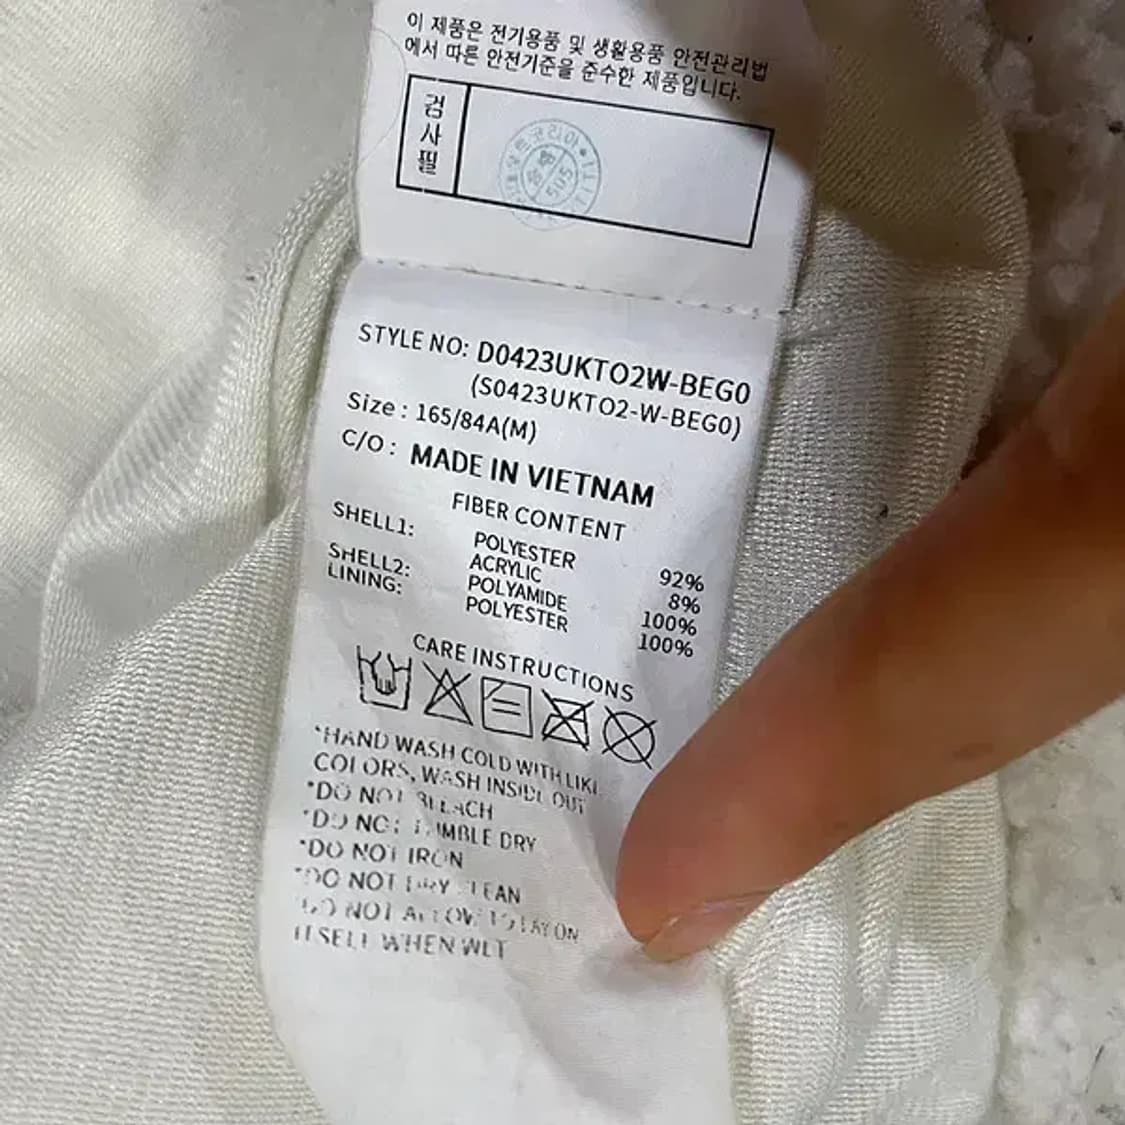 이 제품은 전기용품 및 생활용품 안전관리법
에서 따른 안전기준을 준수한 제품입니다.
검사필
코리아
505
STYLE NO: D0423UKTO2W-BEG0
(S0423UKTO2-W-BEG0)
Size : 165/84A(M)
C/O : MADE IN VIETNAM
FIBER CONTENT
SHELL1: POLYESTER 92%
ACRYLIC 8%
SHELL2: POLYAMIDE 100%
LINING: POLYESTER 100%
CARE INSTRUCTIONS
*HAND WASH COLD WITH LIKE
COLORS, WASH INSIDE OUT
*DO NOT BLEACH
*DO NOT TUMBLE DRY
*DO NOT IRON
*DO NOT DRY CLEAN
*DO NOT ALLOW TO LAY ON
ITSELF WHEN WET